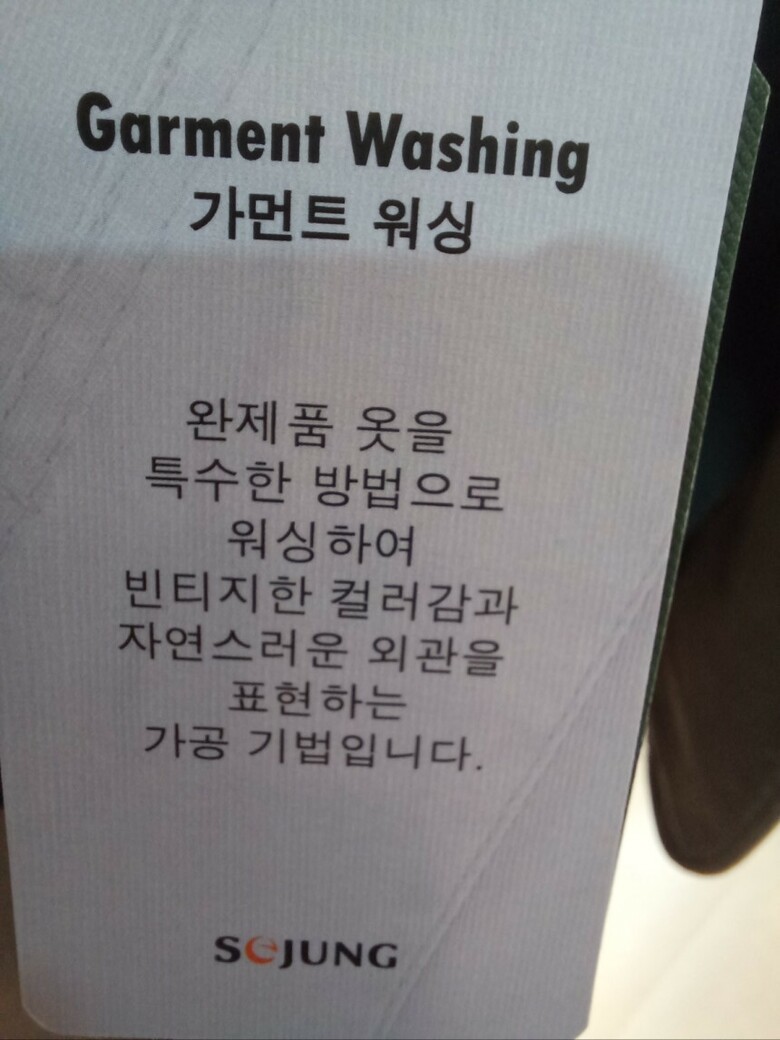 Garment Washing
가먼트 워싱
완제품 옷을
특수한 방법으로
워싱하여
빈티지한 컬러감과
자연스러운 외관을
표현하는
가공 기법입니다.
SeJUNG